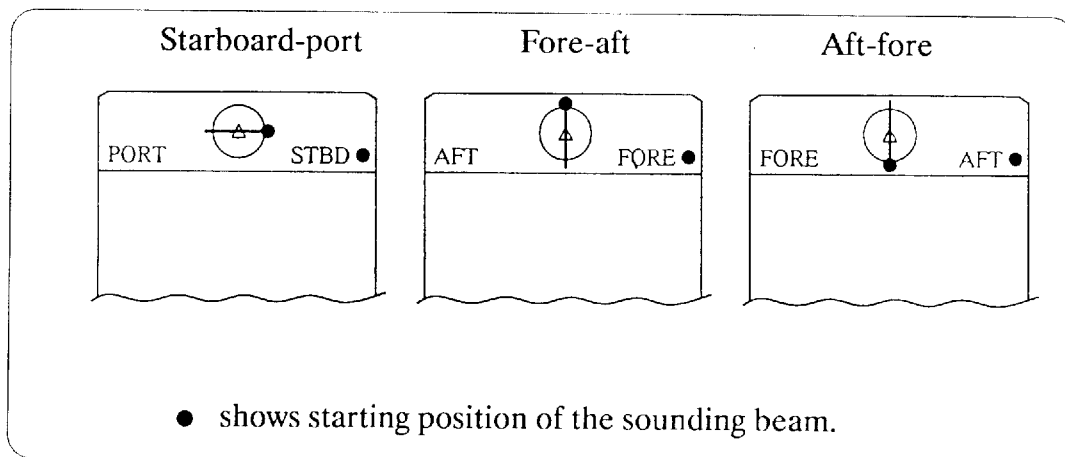 Starboard-port Fore-aft Aft-fore
PORT STBD ● AFT FORE ● FORE AFT ●
● shows starting position of the sounding beam.